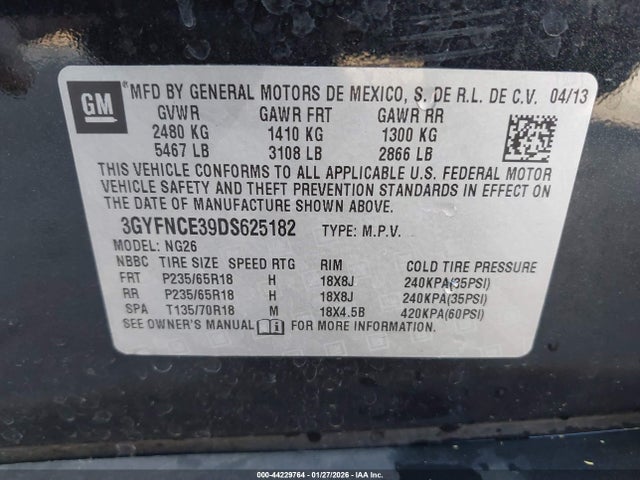 GM
MFD BY GENERAL MOTORS DE MEXICO, S. DE R.L. DE C.V. 04/13
GVWR GAWR FRT GAWR RR
2480 KG 1410 KG 1300 KG
5467 LB 3108 LB 2866 LB
THIS VEHICLE CONFORMS TO ALL APPLICABLE U.S. FEDERAL MOTOR
VEHICLE SAFETY AND THEFT PREVENTION STANDARDS IN EFFECT ON
THE DATE OF MANUFACTURE SHOWN ABOVE.
3GYFNCE39DS625182 TYPE: M.P.V.
MODEL: NG26
NBBC TIRE SIZE SPEED RTG RIM COLD TIRE PRESSURE
FRT P235/65R18 H 18X8J 240KPA(35PSI)
RR P235/65R18 H 18X8J 240KPA(35PSI)
SPA T135/70R18 M 18X4.5B 420KPA(60PSI)
SEE OWNER'S MANUAL FOR MORE INFORMATION.
000-44229764 | 01/27/2026 | IAA Corp.